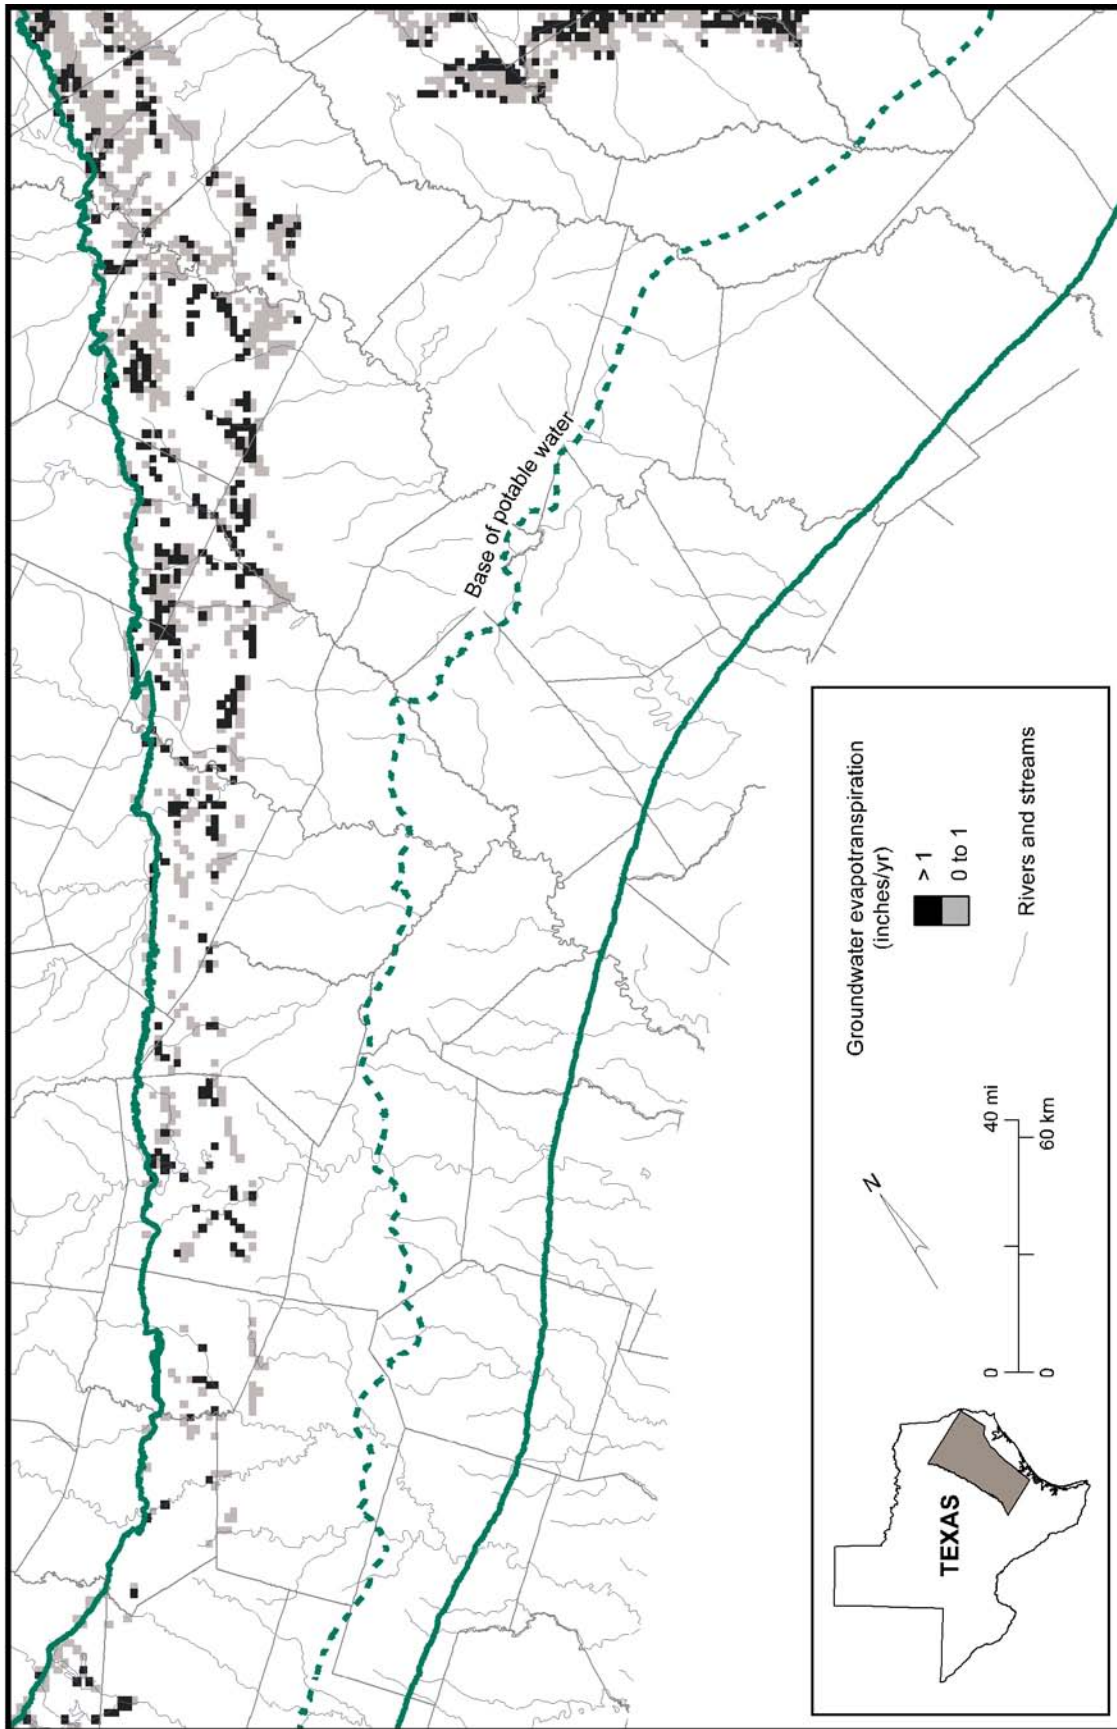 Base of potable water
Groundwater evapotranspiration
(inches/yr)
> 1
0 to 1
Rivers and streams
N
0
40 mi
0
60 km
TEXAS